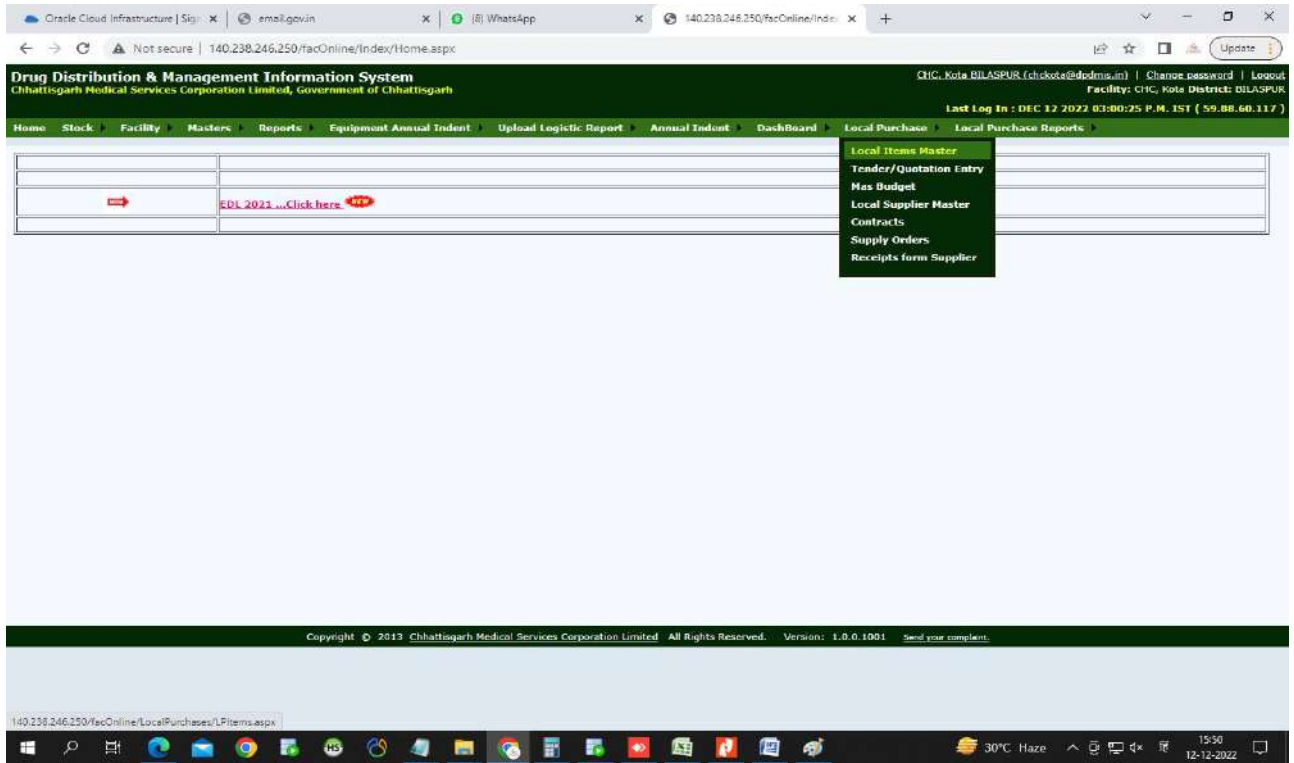 Oracle Cloud Infrastructure | Sig
email.gov.in
(8) WhatsApp
140.238.246.250/facOnline/Inde
Not secure | 140.238.246.250/facOnline/Index/Home.aspx
Update
Drug Distribution & Management Information System
Chhattisgarh Medical Services Corporation Limited, Government of Chhattisgarh
CHC, Kota BILASPUR (chckota@dpdmis.in) | Change password | Logout
Facility: CHC, Kota District: BILASPUR
Last Log In : DEC 12 2022 03:00:25 P.M. IST ( 59.88.60.117 )
Home Stock Facility Masters Reports Equipment Annual Indent Upload Logistic Report Annual Indent DashBoard Local Purchase Local Purchase Reports
Local Items Master
Tender/Quotation Entry
Mas Budget
Local Supplier Master
Contracts
Supply Orders
Receipts form Supplier
EDL 2021 ...Click here NEW
Copyright © 2013 Chhattisgarh Medical Services Corporation Limited All Rights Reserved. Version: 1.0.0.1001 Send your complaint.
140.238.246.250/facOnline/LocalPurchases/LPItems.aspx
30°C Haze
15:50
12-12-2022